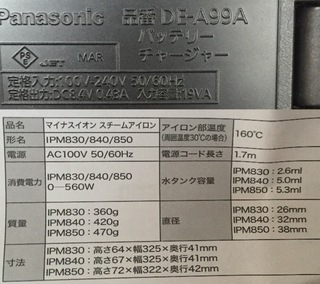 Panasonic 品番 DE-A99A
バッテリー
チャージャー
PS E JET MAR
定格入力:100V-240V 50/60Hz
定格出力:DC8.4V 0.43A 入力容量19VA
品名 マイナスイオン スチームアイロン
形名 IPM830/840/850
電源 AC100V 50/60Hz
消費電力 IPM830/840/850
0－560W
質量 IPM830：360g
IPM840：420g
IPM850：470g
アイロン部温度
(周囲温度30℃の場合) 160℃
電源コード長さ 1.7m
水タンク容量 IPM830：2.6ml
IPM840：5.0ml
IPM850：5.3ml
直径 IPM830：26mm
IPM840：32mm
IPM850：38mm
寸法 IPM830：高さ64×幅325×奥行41mm
IPM840：高さ67×幅325×奥行41mm
IPM850：高さ72×幅322×奥行42mm